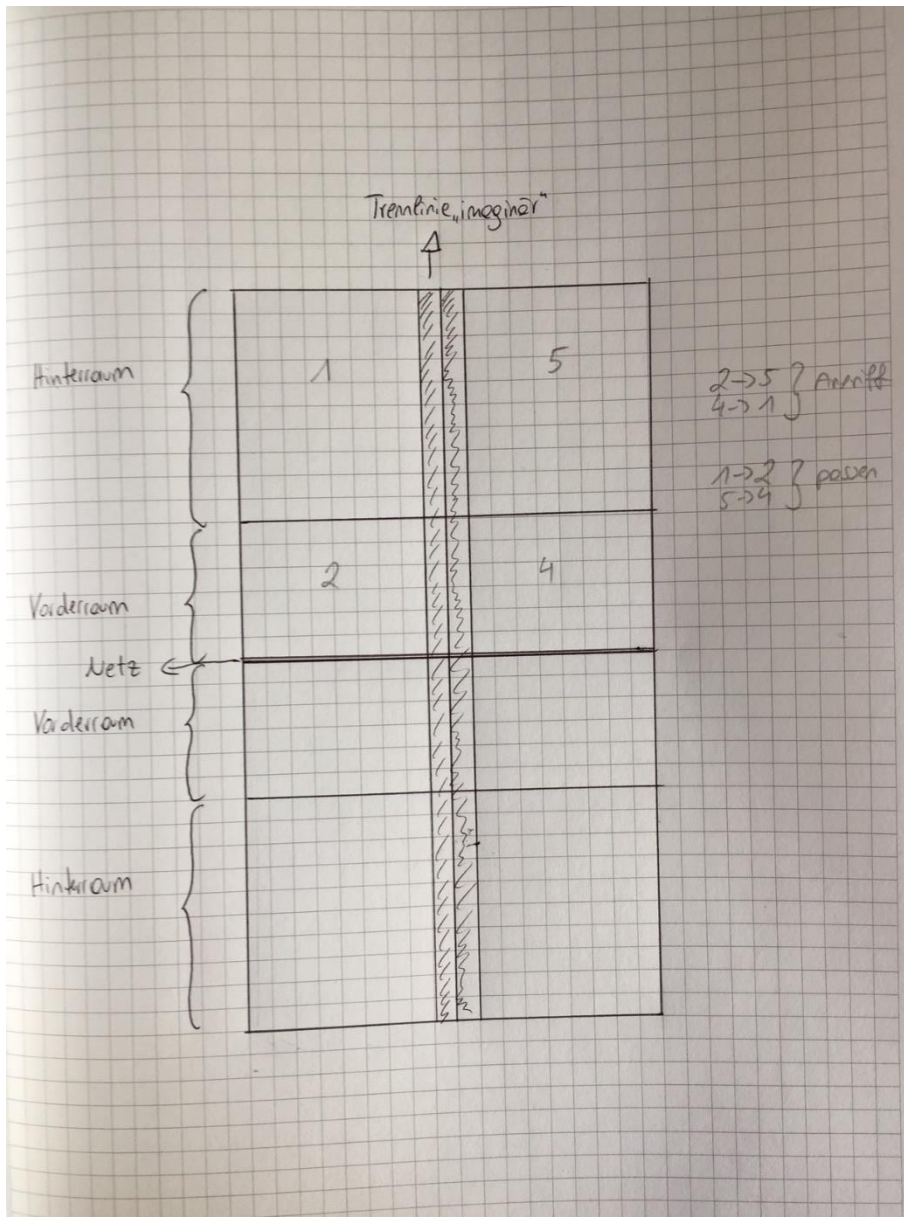 Trennlinie „imaginär"
Hinterraum
1
5
2->5 } Angriff
4->1
1->2 } passen
5->4
2
4
Vorderraum
Netz
Vorderraum
Hinterraum